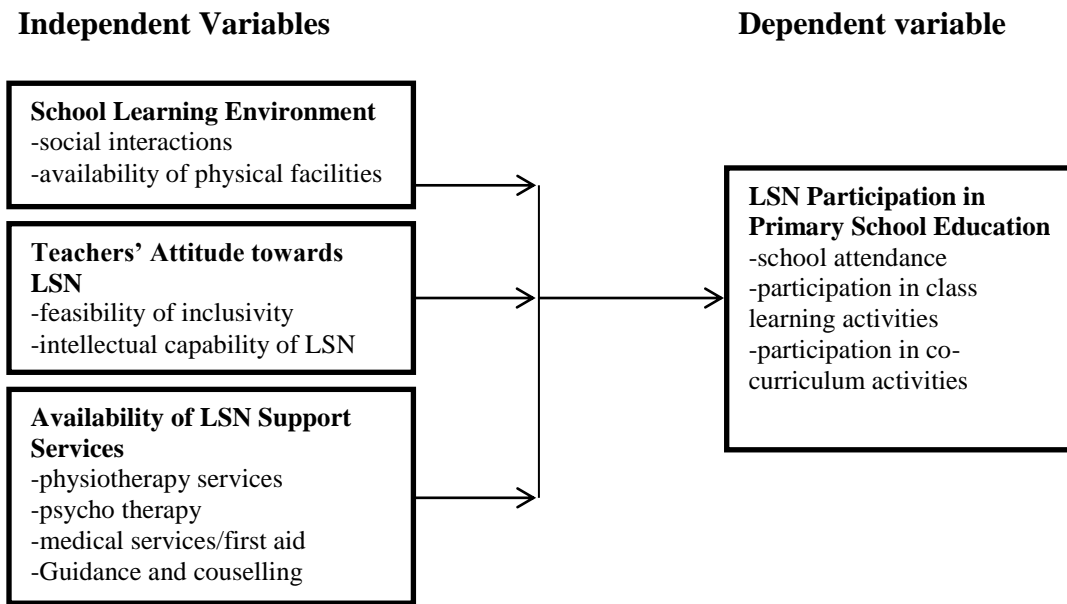 Independent Variables
Dependent variable
School Learning Environment
-social interactions
-availability of physical facilities
Teachers’ Attitude towards
LSN
-feasibility of inclusivity
-intellectual capability of LSN
Availability of LSN Support
Services
-physiotherapy services
-psycho therapy
-medical services/first aid
-Guidance and couselling
LSN Participation in
Primary School Education
-school attendance
-participation in class
learning activities
-participation in co-
curriculum activities